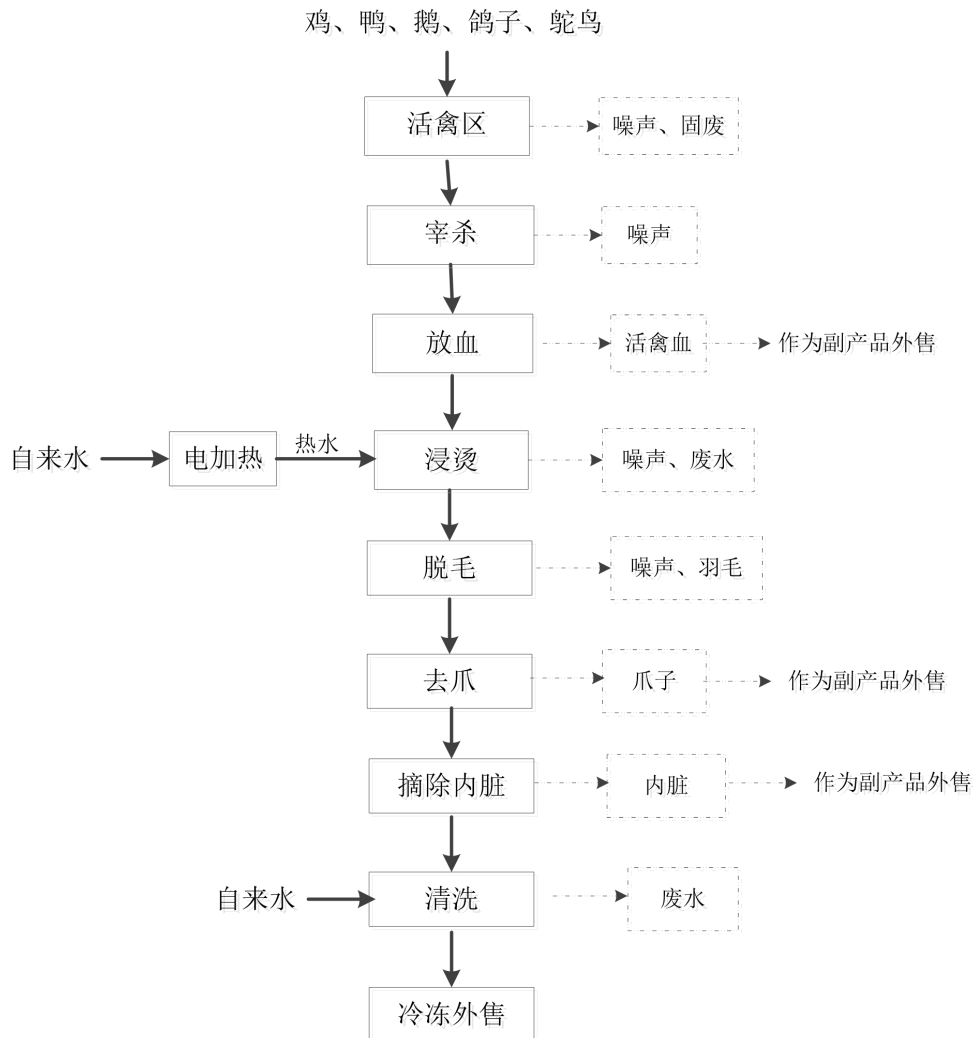 鸡、鸭、鹅、鸽子、鸵鸟
活禽区
噪声、固废
宰杀
噪声
放血
活禽血
作为副产品外售
自来水
电加热
热水
浸烫
噪声、废水
脱毛
噪声、羽毛
去爪
爪子
作为副产品外售
摘除内脏
内脏
作为副产品外售
自来水
清洗
废水
冷冻外售